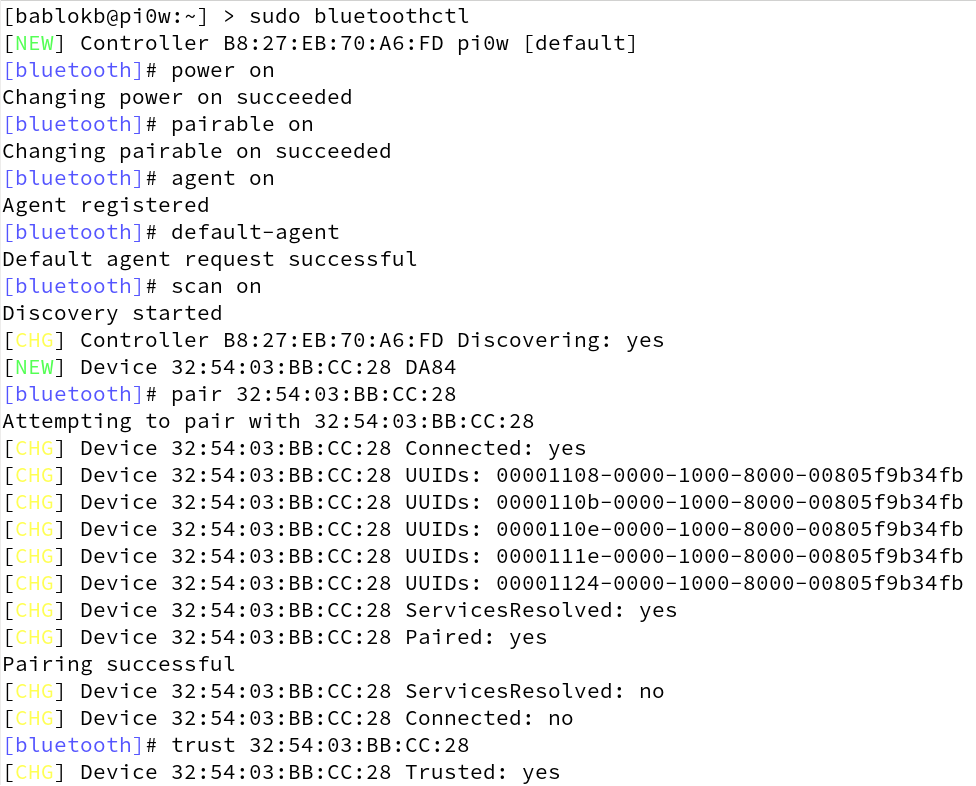 [bablokb@pi0w:~] > sudo bluetoothctl
[NEW] Controller B8:27:EB:70:A6:FD pi0w [default]
[bluetooth]# power on
Changing power on succeeded
[bluetooth]# pairable on
Changing pairable on succeeded
[bluetooth]# agent on
Agent registered
[bluetooth]# default-agent
Default agent request successful
[bluetooth]# scan on
Discovery started
[CHG] Controller B8:27:EB:70:A6:FD Discovering: yes
[NEW] Device 32:54:03:BB:CC:28 DA84
[bluetooth]# pair 32:54:03:BB:CC:28
Attempting to pair with 32:54:03:BB:CC:28
[CHG] Device 32:54:03:BB:CC:28 Connected: yes
[CHG] Device 32:54:03:BB:CC:28 UUIDs: 00001108-0000-1000-8000-00805f9b34fb
[CHG] Device 32:54:03:BB:CC:28 UUIDs: 0000110b-0000-1000-8000-00805f9b34fb
[CHG] Device 32:54:03:BB:CC:28 UUIDs: 0000110e-0000-1000-8000-00805f9b34fb
[CHG] Device 32:54:03:BB:CC:28 UUIDs: 0000111e-0000-1000-8000-00805f9b34fb
[CHG] Device 32:54:03:BB:CC:28 UUIDs: 00001124-0000-1000-8000-00805f9b34fb
[CHG] Device 32:54:03:BB:CC:28 ServicesResolved: yes
[CHG] Device 32:54:03:BB:CC:28 Paired: yes
Pairing successful
[CHG] Device 32:54:03:BB:CC:28 ServicesResolved: no
[CHG] Device 32:54:03:BB:CC:28 Connected: no
[bluetooth]# trust 32:54:03:BB:CC:28
[CHG] Device 32:54:03:BB:CC:28 Trusted: yes